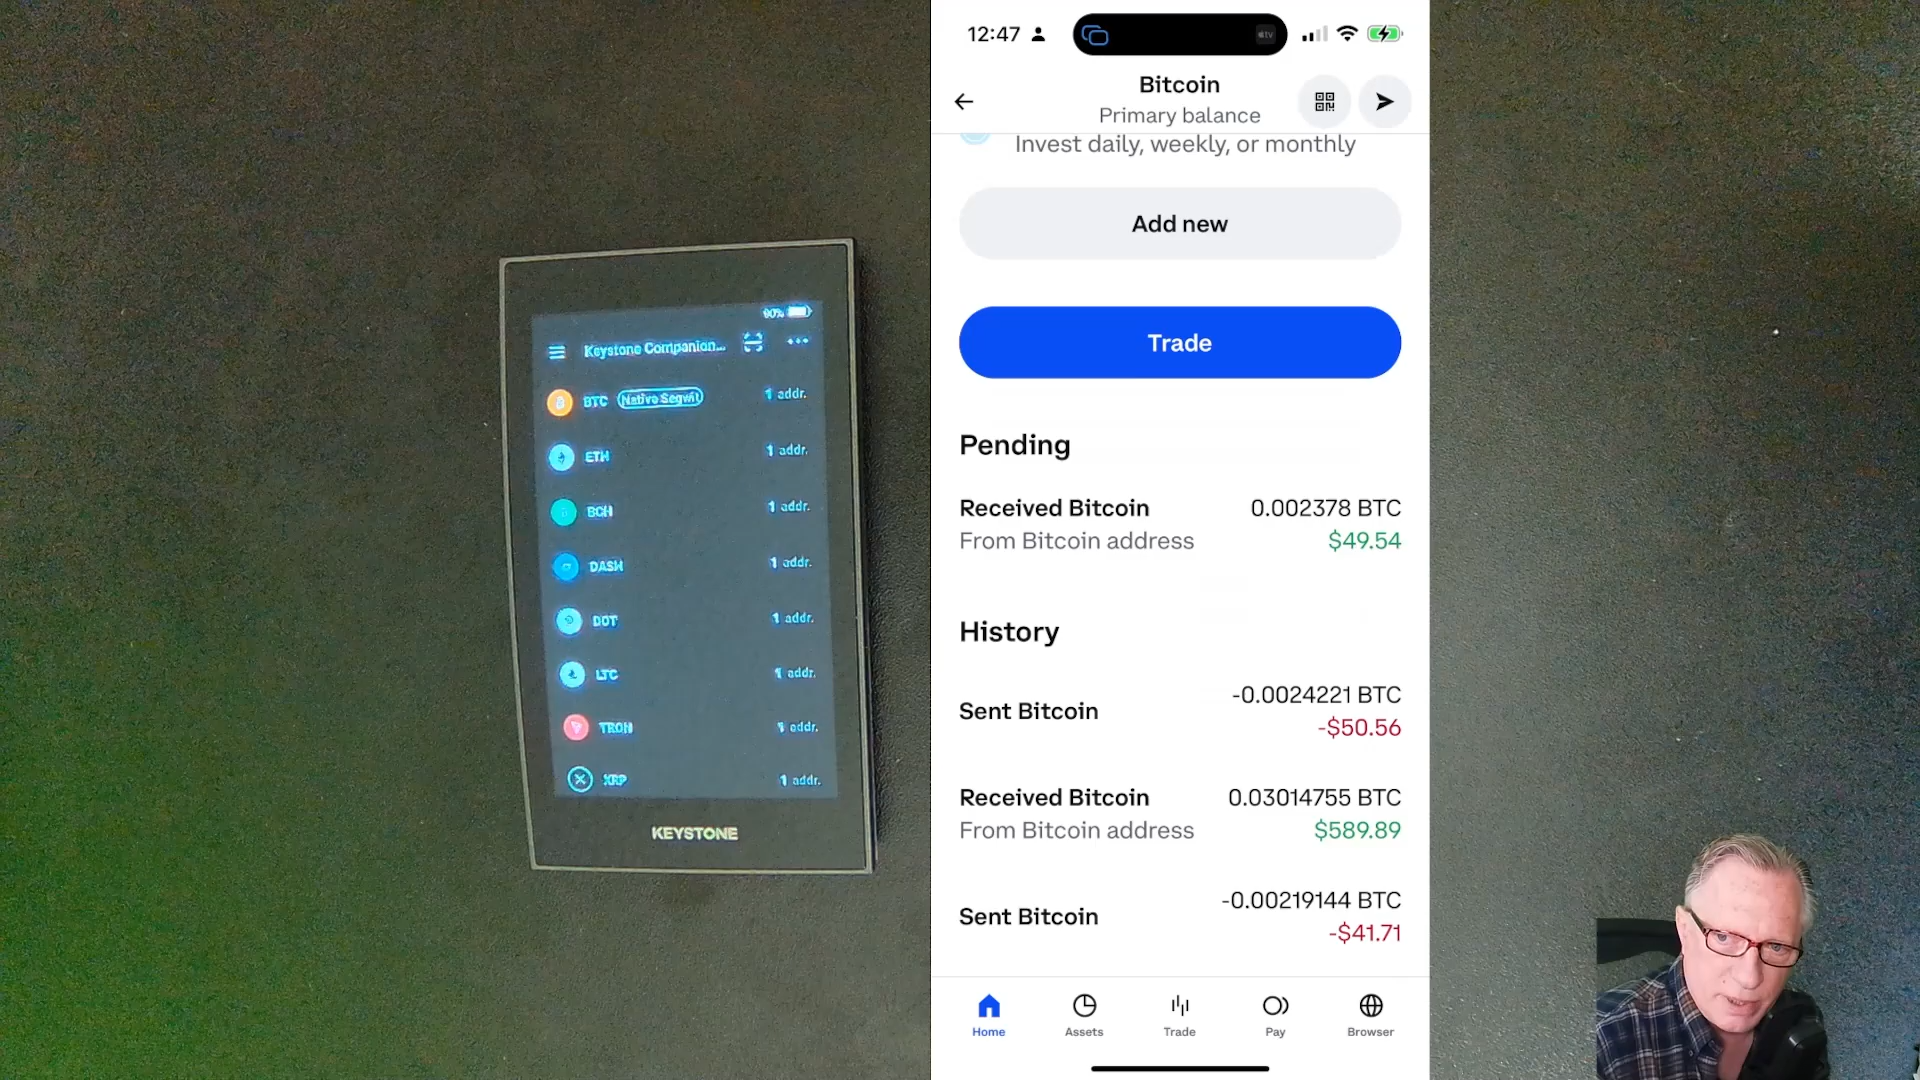 90%
Keystone Companion...
BTC Native Segwit 1 addr.
ETH 1 addr.
BCH 1 addr.
DASH 1 addr.
DOT 1 addr.
LTC 1 addr.
TRON 1 addr.
XRP 1 addr.
KEYSTONE
12:47
tv
Bitcoin
Primary balance
Invest daily, weekly, or monthly
Add new
Trade
Pending
Received Bitcoin 0.002378 BTC
From Bitcoin address $49.54
History
Sent Bitcoin -0.0024221 BTC
-$50.56
Received Bitcoin 0.03014755 BTC
From Bitcoin address $589.89
Sent Bitcoin -0.00219144 BTC
-$41.71
Home Assets Trade Pay Browser